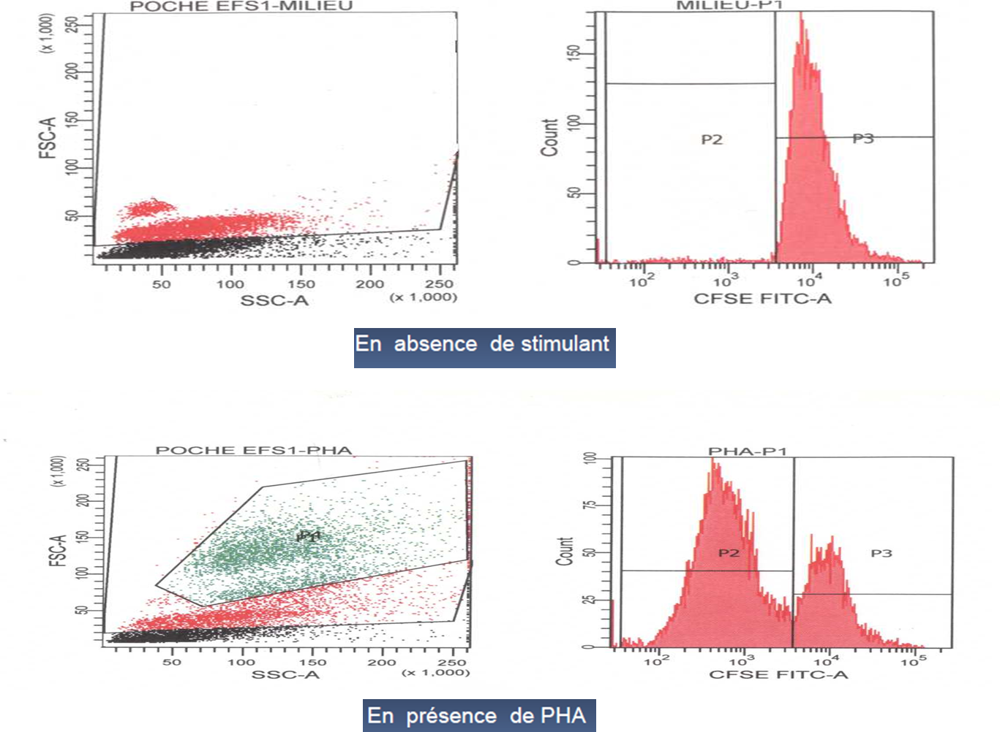 POCHE EFS1-MILIEU
(x 1,000)
250
200
150
100
50
FSC-A
50 100 150 200 250
SSC-A
(x 1,000)
MILIEU-P1
150
100
50
0
Count
P2
P3
10² 10³ 10⁴ 10⁵
CFSE FITC-A
En absence de stimulant
POCHE EFS1-PHA
(x 1,000)
250
200
150
100
50
FSC-A
50 100 150 200 250
SSC-A
(x 1,000)
PHA-P1
100
75
50
25
0
Count
P2
P3
10² 10³ 10⁴ 10⁵
CFSE FITC-A
En présence de PHA